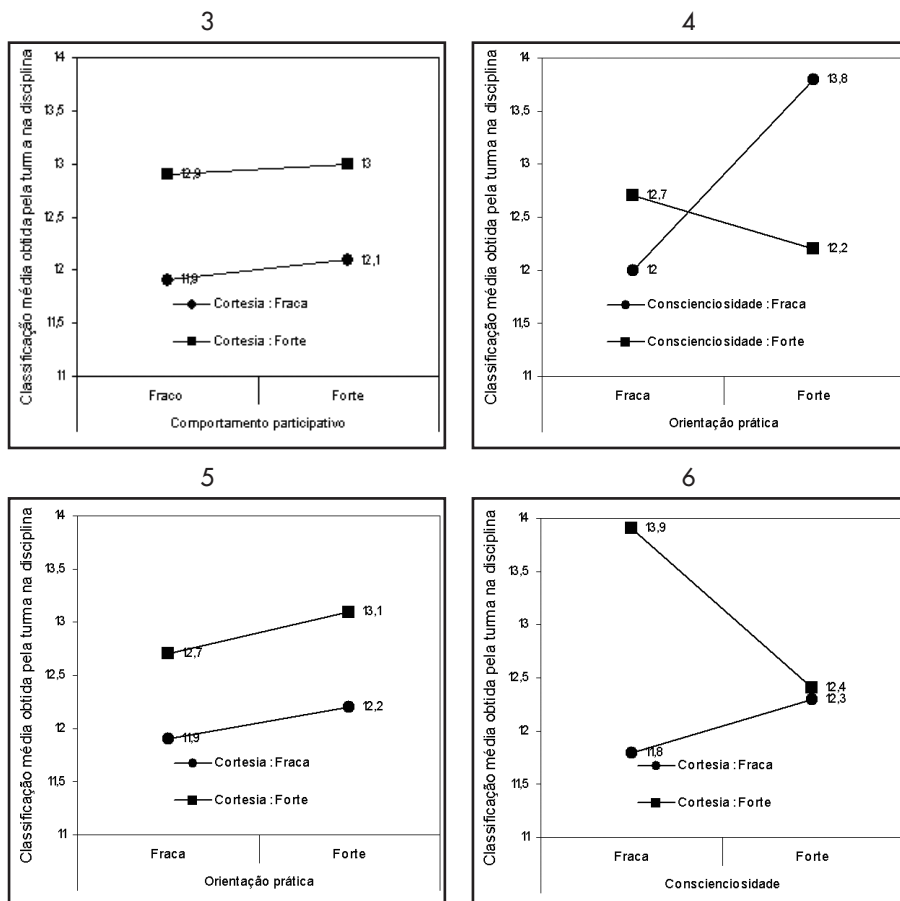 3
Classificação média obtida pela turma na disciplina
14
13,5
13
12,5
12
11,5
11
12,9
13
11,9
12,1
Cortesia : Fraca
Cortesia : Forte
Fraco
Forte
Comportamento participativo
4
Classificação média obtida pela turma na disciplina
14
13,5
13
12,5
12
11,5
11
13,8
12,7
12,2
12
Conscienciosidade : Fraca
Conscienciosidade : Forte
Fraca
Forte
Orientação prática
5
Classificação média obtida pela turma na disciplina
14
13,5
13
12,5
12
11,5
11
13,1
12,7
12,2
11,9
Cortesia : Fraca
Cortesia : Forte
Fraca
Forte
Orientação prática
6
Classificação média obtida pela turma na disciplina
14
13,5
13
12,5
12
11,5
11
13,9
12,4
12,3
11,8
Cortesia : Fraca
Cortesia : Forte
Fraca
Forte
Conscienciosidade